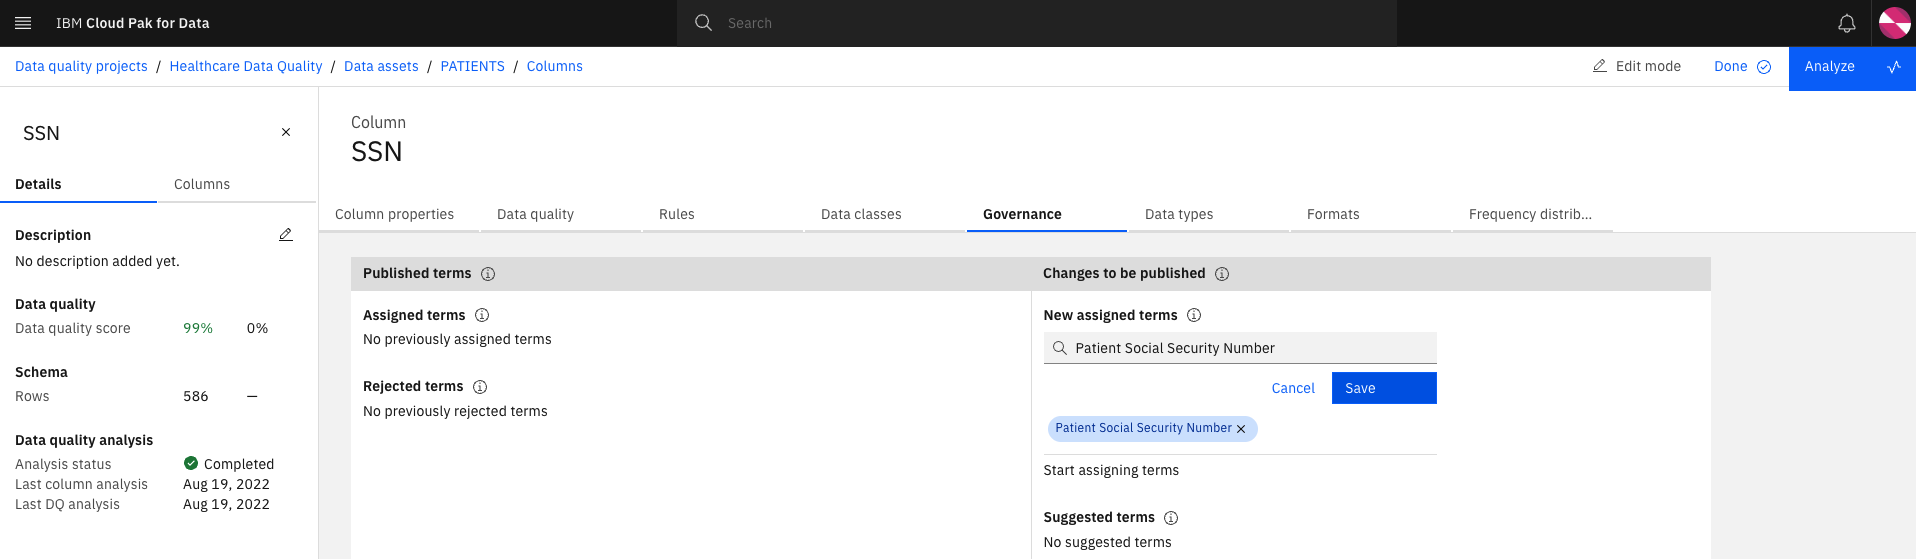 IBM Cloud Pak for Data
Search
Data quality projects / Healthcare Data Quality / Data assets / PATIENTS / Columns
Edit mode
Done
Analyze
SSN
Details
Columns
Description
No description added yet.
Data quality
Data quality score 99% 0%
Schema
Rows 586 —
Data quality analysis
Analysis status Completed
Last column analysis Aug 19, 2022
Last DQ analysis Aug 19, 2022
Column
SSN
Column properties
Data quality
Rules
Data classes
Governance
Data types
Formats
Frequency distrib...
Published terms
Assigned terms
No previously assigned terms
Rejected terms
No previously rejected terms
Changes to be published
New assigned terms
Patient Social Security Number
Cancel
Save
Patient Social Security Number
Start assigning terms
Suggested terms
No suggested terms